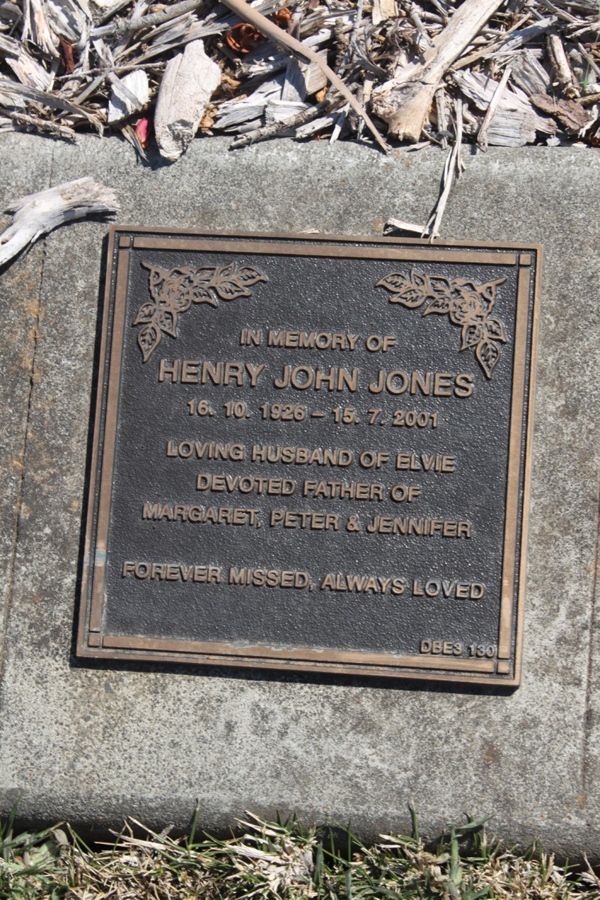 IN MEMORY OF
HENRY JOHN JONES
16. 10. 1926 – 15. 7. 2001
LOVING HUSBAND OF ELVIE
DEVOTED FATHER OF
MARGARET, PETER & JENNIFER
FOREVER MISSED, ALWAYS LOVED
DBE3 130